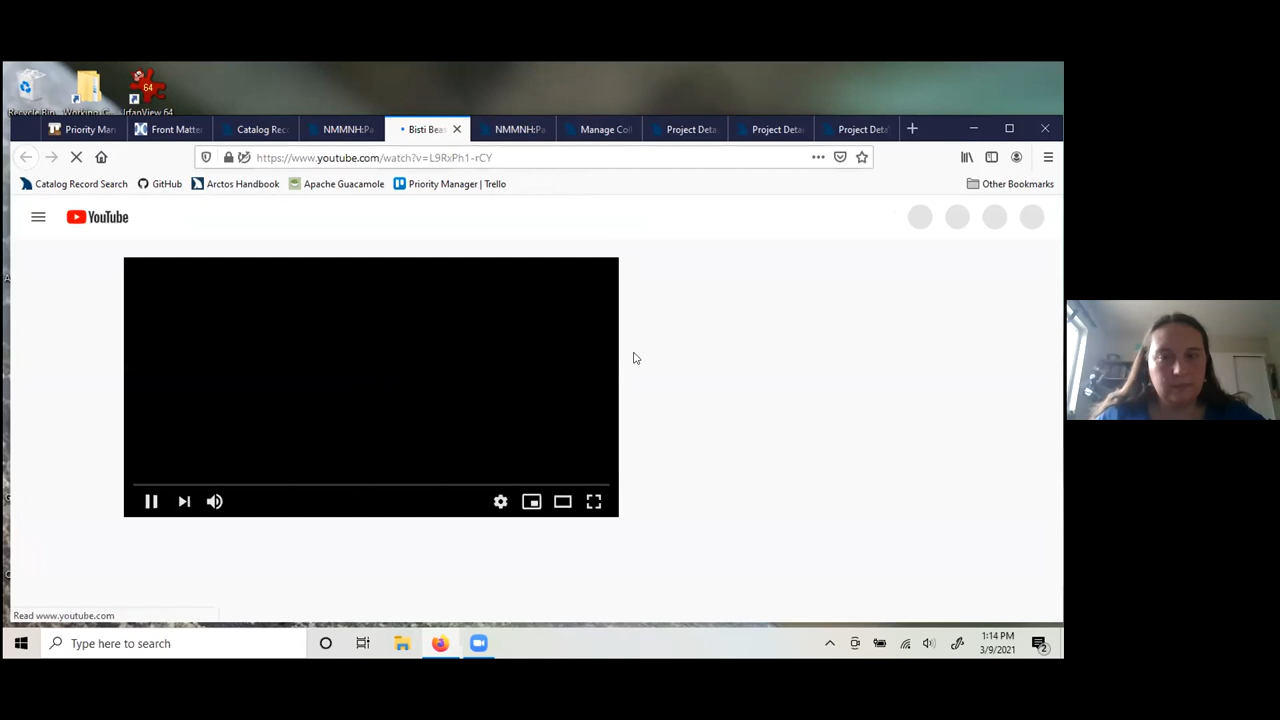 Recycle Bin
Working_C
IrfanView 64
Priority Man
Front Matter
Catalog Rec
NMMNH:Pa
Bisti Beas
NMMNH:Pa
Manage Col
Project Deta
Project Deta
Project Deta
https://www.youtube.com/watch?v=L9RxPh1-rCY
Catalog Record Search
GitHub
Arctos Handbook
Apache Guacamole
Priority Manager | Trello
Other Bookmarks
YouTube
Read www.youtube.com
Type here to search
1:14 PM
3/9/2021
2